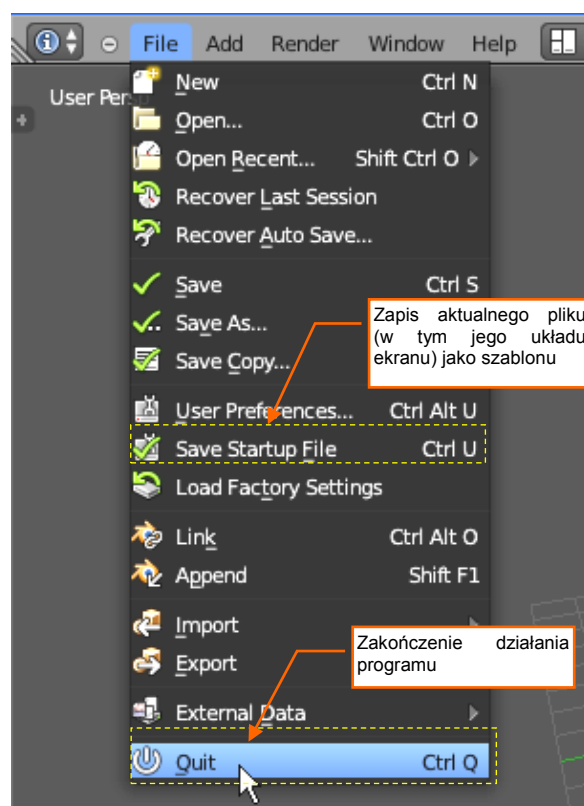 File Add Render Window Help
User Persp
New Ctrl N
Open... Ctrl O
Open Recent... Shift Ctrl O
Recover Last Session
Recover Auto Save...
Save Ctrl S
Save As...
Save Copy...
Zapis aktualnego pliku
(w tym jego układu
ekranu) jako szablonu
User Preferences... Ctrl Alt U
Save Startup File Ctrl U
Load Factory Settings
Link Ctrl Alt O
Append Shift F1
Import
Export
Zakończenie działania
programu
External Data
Quit Ctrl Q